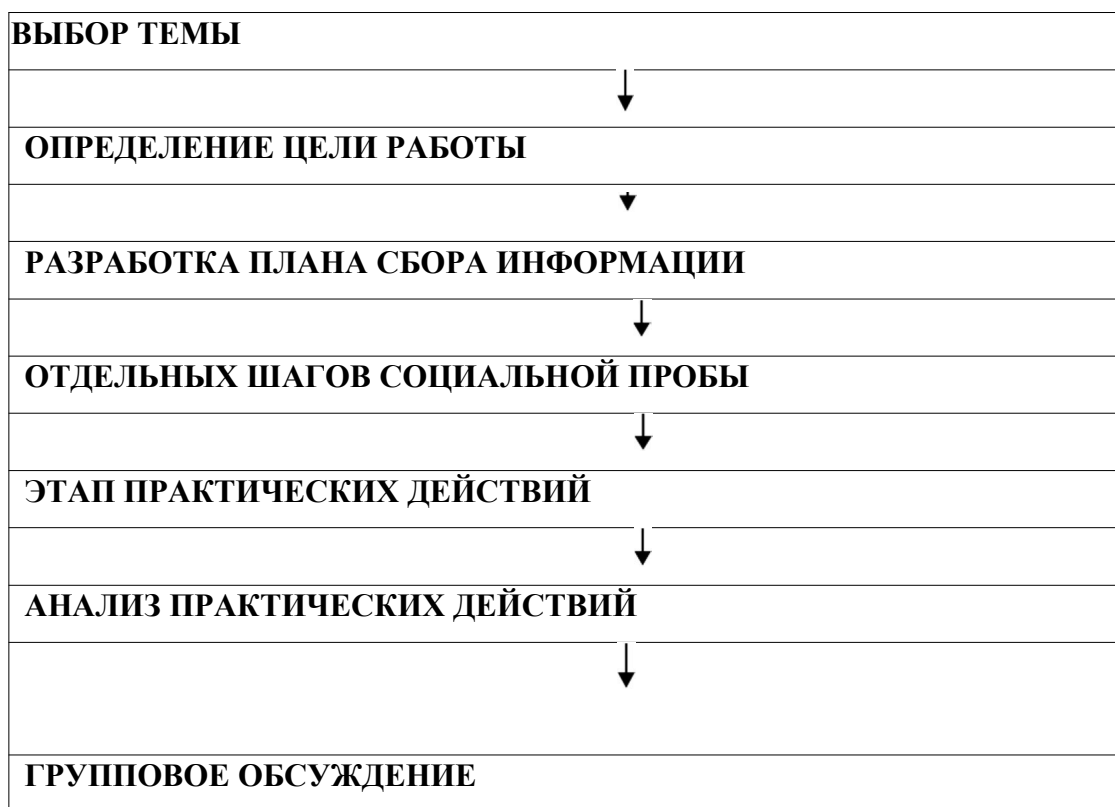 ВЫБОР ТЕМЫ
ОПРЕДЕЛЕНИЕ ЦЕЛИ РАБОТЫ
РАЗРАБОТКА ПЛАНА СБОРА ИНФОРМАЦИИ
ОТДЕЛЬНЫХ ШАГОВ СОЦИАЛЬНОЙ ПРОБЫ
ЭТАП ПРАКТИЧЕСКИХ ДЕЙСТВИЙ
АНАЛИЗ ПРАКТИЧЕСКИХ ДЕЙСТВИЙ
ГРУППОВОЕ ОБСУЖДЕНИЕ